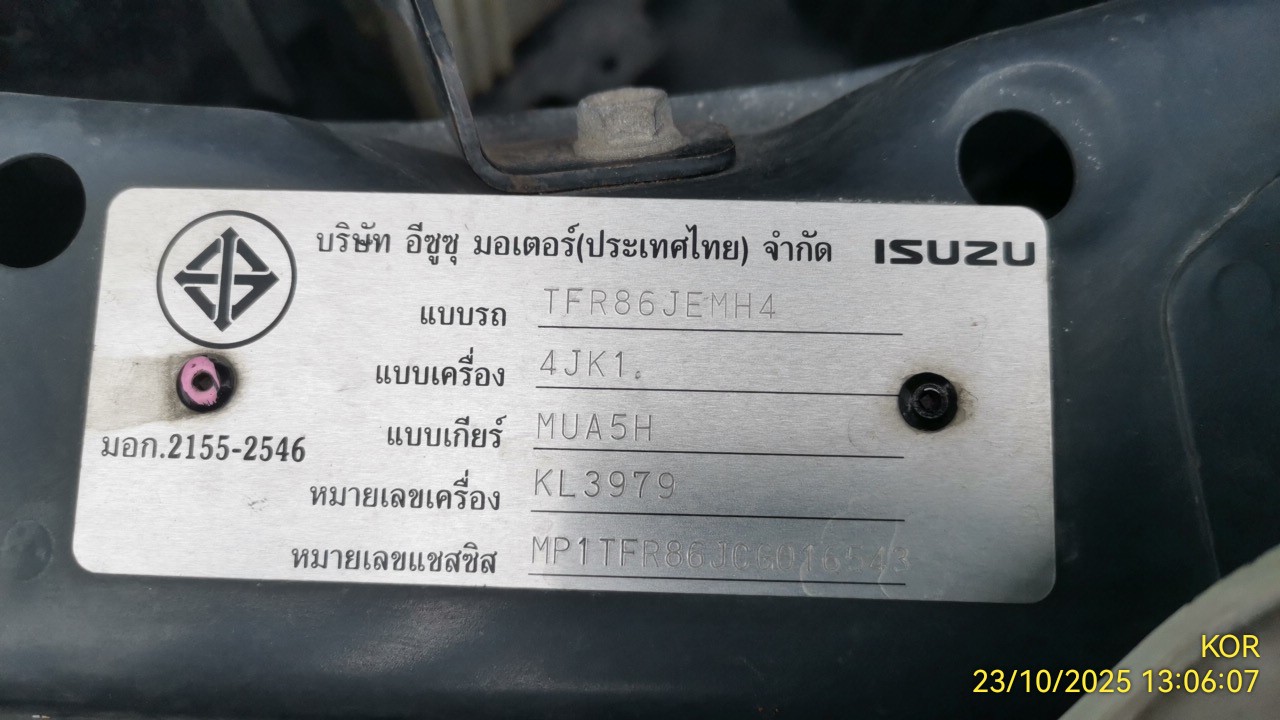 บริษัท อีซูซุ มอเตอร์(ประเทศไทย) จำกัด ISUZU
แบบรถ TFR86JEMH4
แบบเครื่อง 4JK1
แบบเกียร์ MUA5H
มอก.2155-2546
หมายเลขเครื่อง KL3979
หมายเลขแชสซิส
KOR
23/10/2025 13:06:07